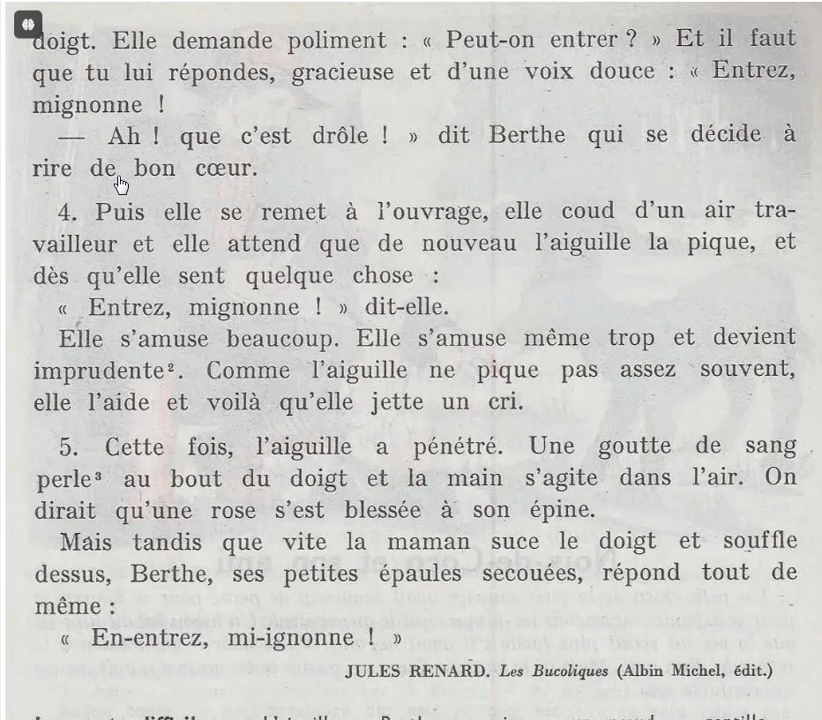 doigt. Elle demande poliment : « Peut-on entrer ? » Et il faut
que tu lui répondes, gracieuse et d'une voix douce : « Entrez,
mignonne !
— Ah ! que c'est drôle ! » dit Berthe qui se décide à
rire de bon cœur.
4. Puis elle se remet à l'ouvrage, elle coud d'un air tra-
vailleur et elle attend que de nouveau l'aiguille la pique, et
dès qu'elle sent quelque chose :
« Entrez, mignonne ! » dit-elle.
Elle s'amuse beaucoup. Elle s'amuse même trop et devient
imprudente². Comme l'aiguille ne pique pas assez souvent,
elle l'aide et voilà qu'elle jette un cri.
5. Cette fois, l'aiguille a pénétré. Une goutte de sang
perle³ au bout du doigt et la main s'agite dans l'air. On
dirait qu'une rose s'est blessée à son épine.
Mais tandis que vite la maman suce le doigt et souffle
dessus, Berthe, ses petites épaules secouées, répond tout de
même :
« En-entrez, mi-ignonne ! »
JULES RENARD. Les Bucoliques (Albin Michel, édit.)